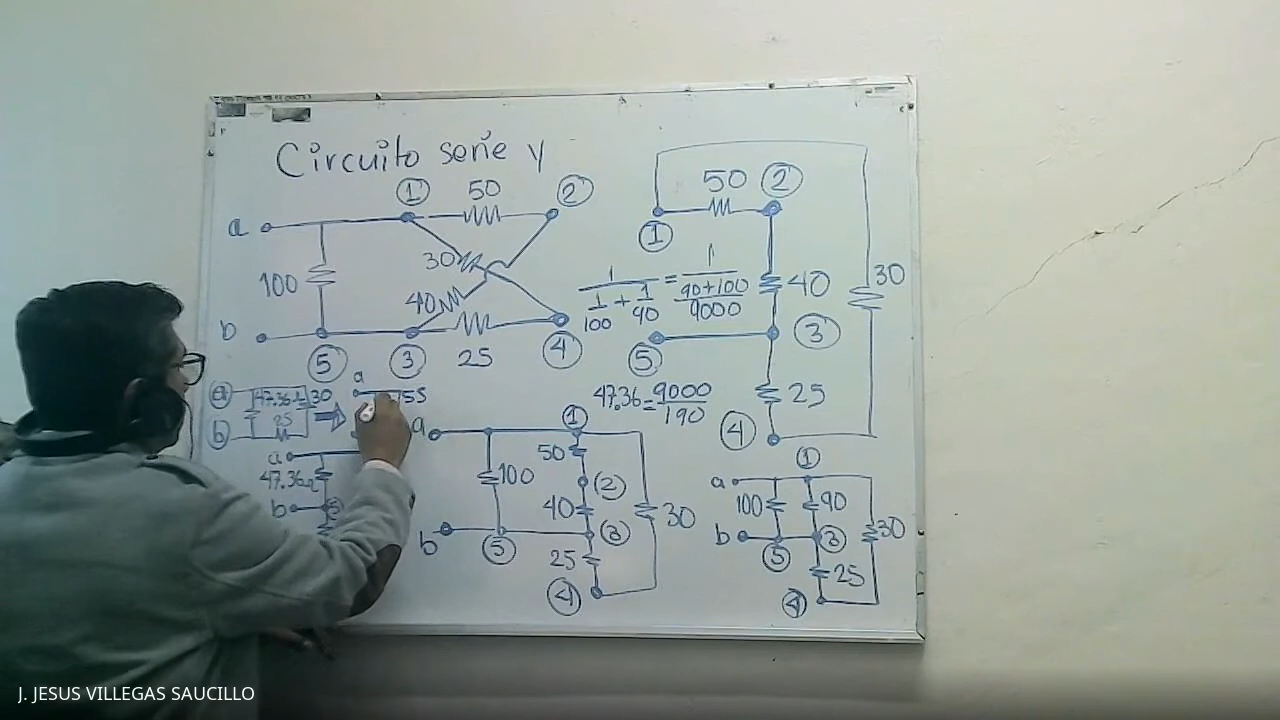 Circuito serie y
1 50 2
a
100 30 40
b
5 3 25 4
50 2
1
1/(1/100 + 1/90) = 1/((90+100)/9000)
40 30
5 3
47.36 = 9000/190
25
4
a 47.36Ω 30 a 55
b 25
a
47.36Ω
b
a 1
50
100 (2)
40 30
b 5 3
25
4
1
a
100 90
b 30
5 3
25
4
J. JESUS VILLEGAS SAUCILLO